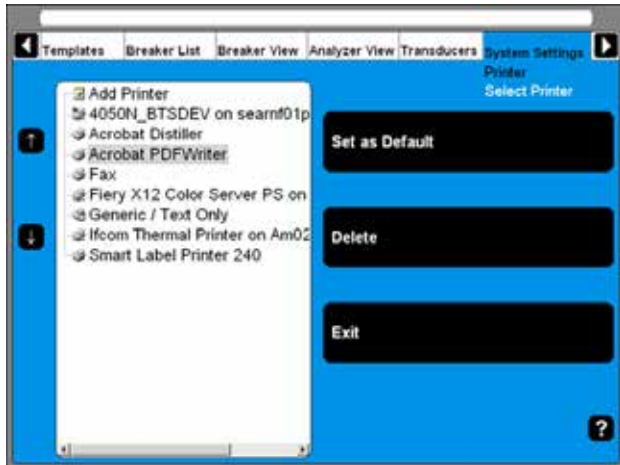 Templates Breaker List Breaker View Analyzer View Transducers System Settings
Printer
Select Printer
Add Printer
4050N_BTSDEV on searnf01p
Acrobat Distiller
Acrobat PDFWriter
Fax
Fiery X12 Color Server PS on
Generic / Text Only
Ifcom Thermal Printer on Am02
Smart Label Printer 240
Set as Default
Delete
Exit
?